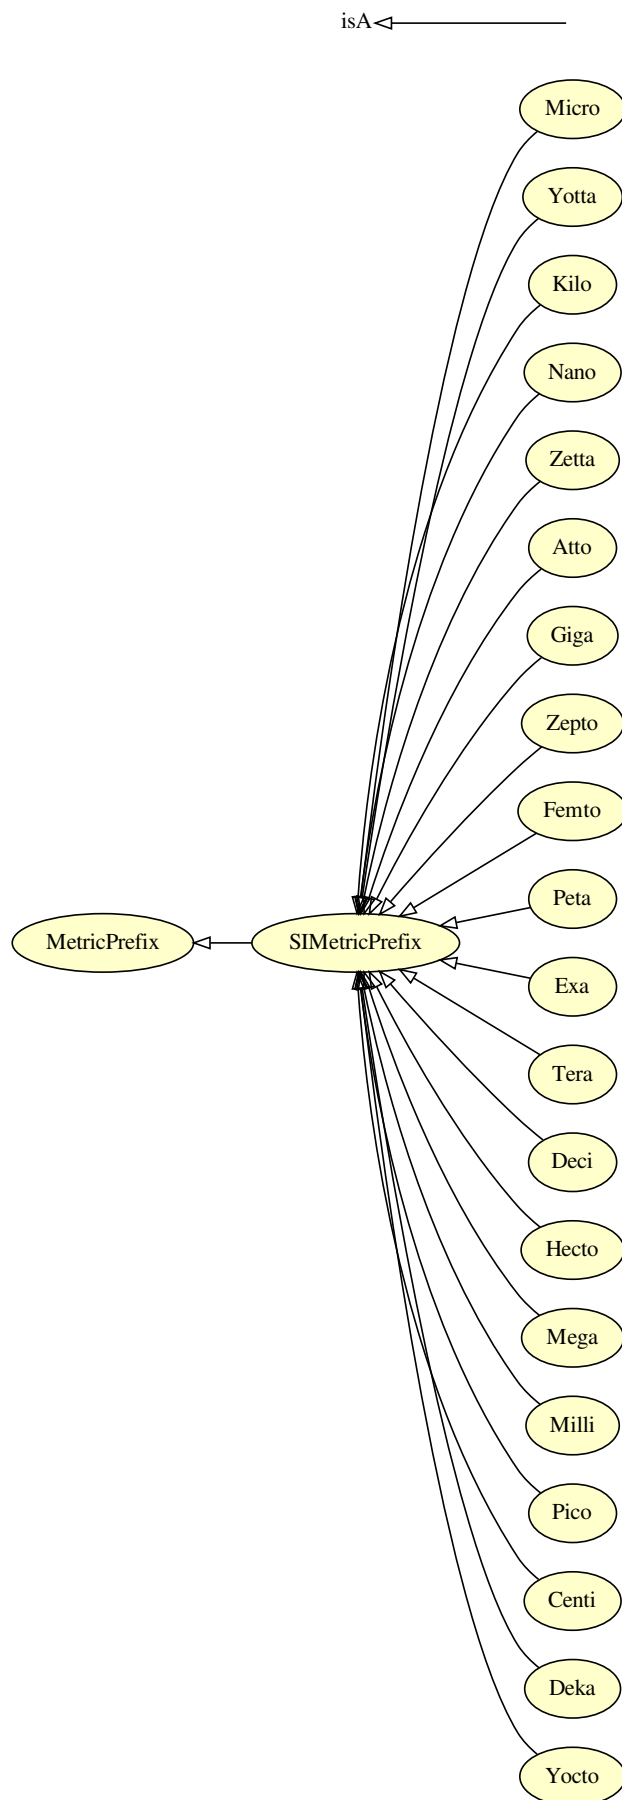 isA
Micro
Yotta
Kilo
Nano
Zetta
Atto
Giga
Zepto
Femto
Peta
MetricPrefix
SIMetricPrefix
Exa
Tera
Deci
Hecto
Mega
Milli
Pico
Centi
Deka
Yocto